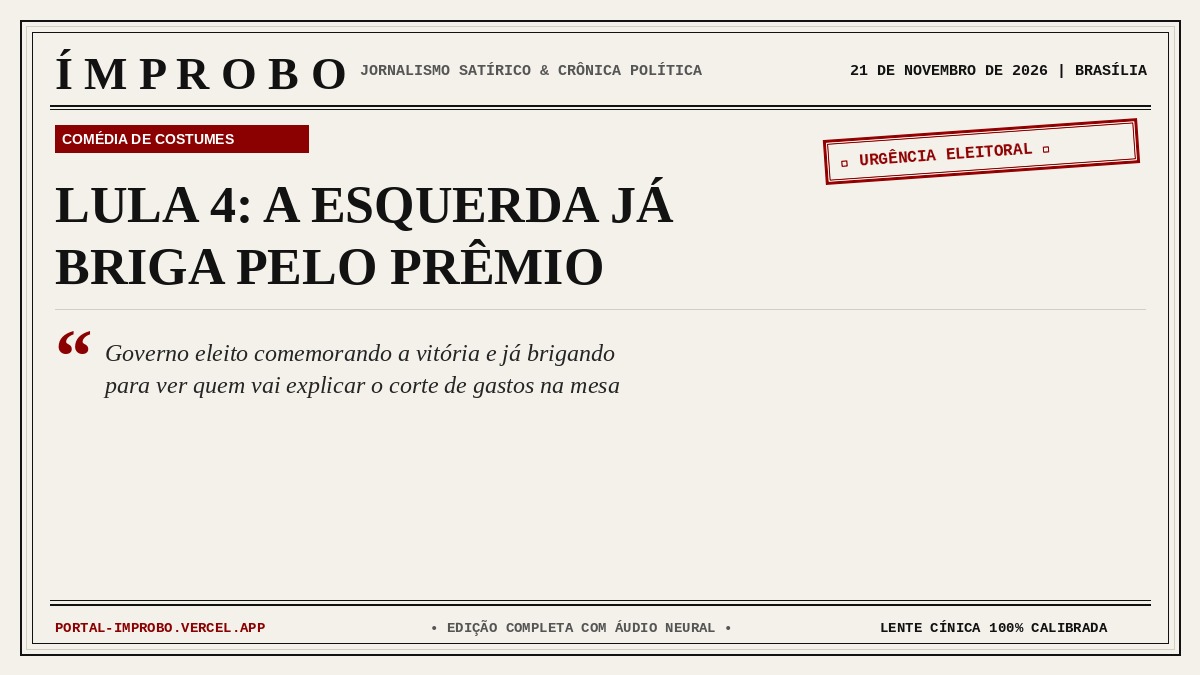 ÍMPROBO
JORNALISMO SATÍRICO & CRÔNICA POLÍTICA
21 DE NOVEMBRO DE 2026 | BRASÍLIA
COMÉDIA DE COSTUMES
URGÊNCIA ELEITORAL
LULA 4: A ESQUERDA JÁ
BRIGA PELO PRÊMIO
“ Governo eleito comemorando a vitória e já brigando
para ver quem vai explicar o corte de gastos na mesa
PORTAL-IMPROBO.VERCEL.APP
• EDIÇÃO COMPLETA COM ÁUDIO NEURAL •
LENTE CÍNICA 100% CALIBRADA